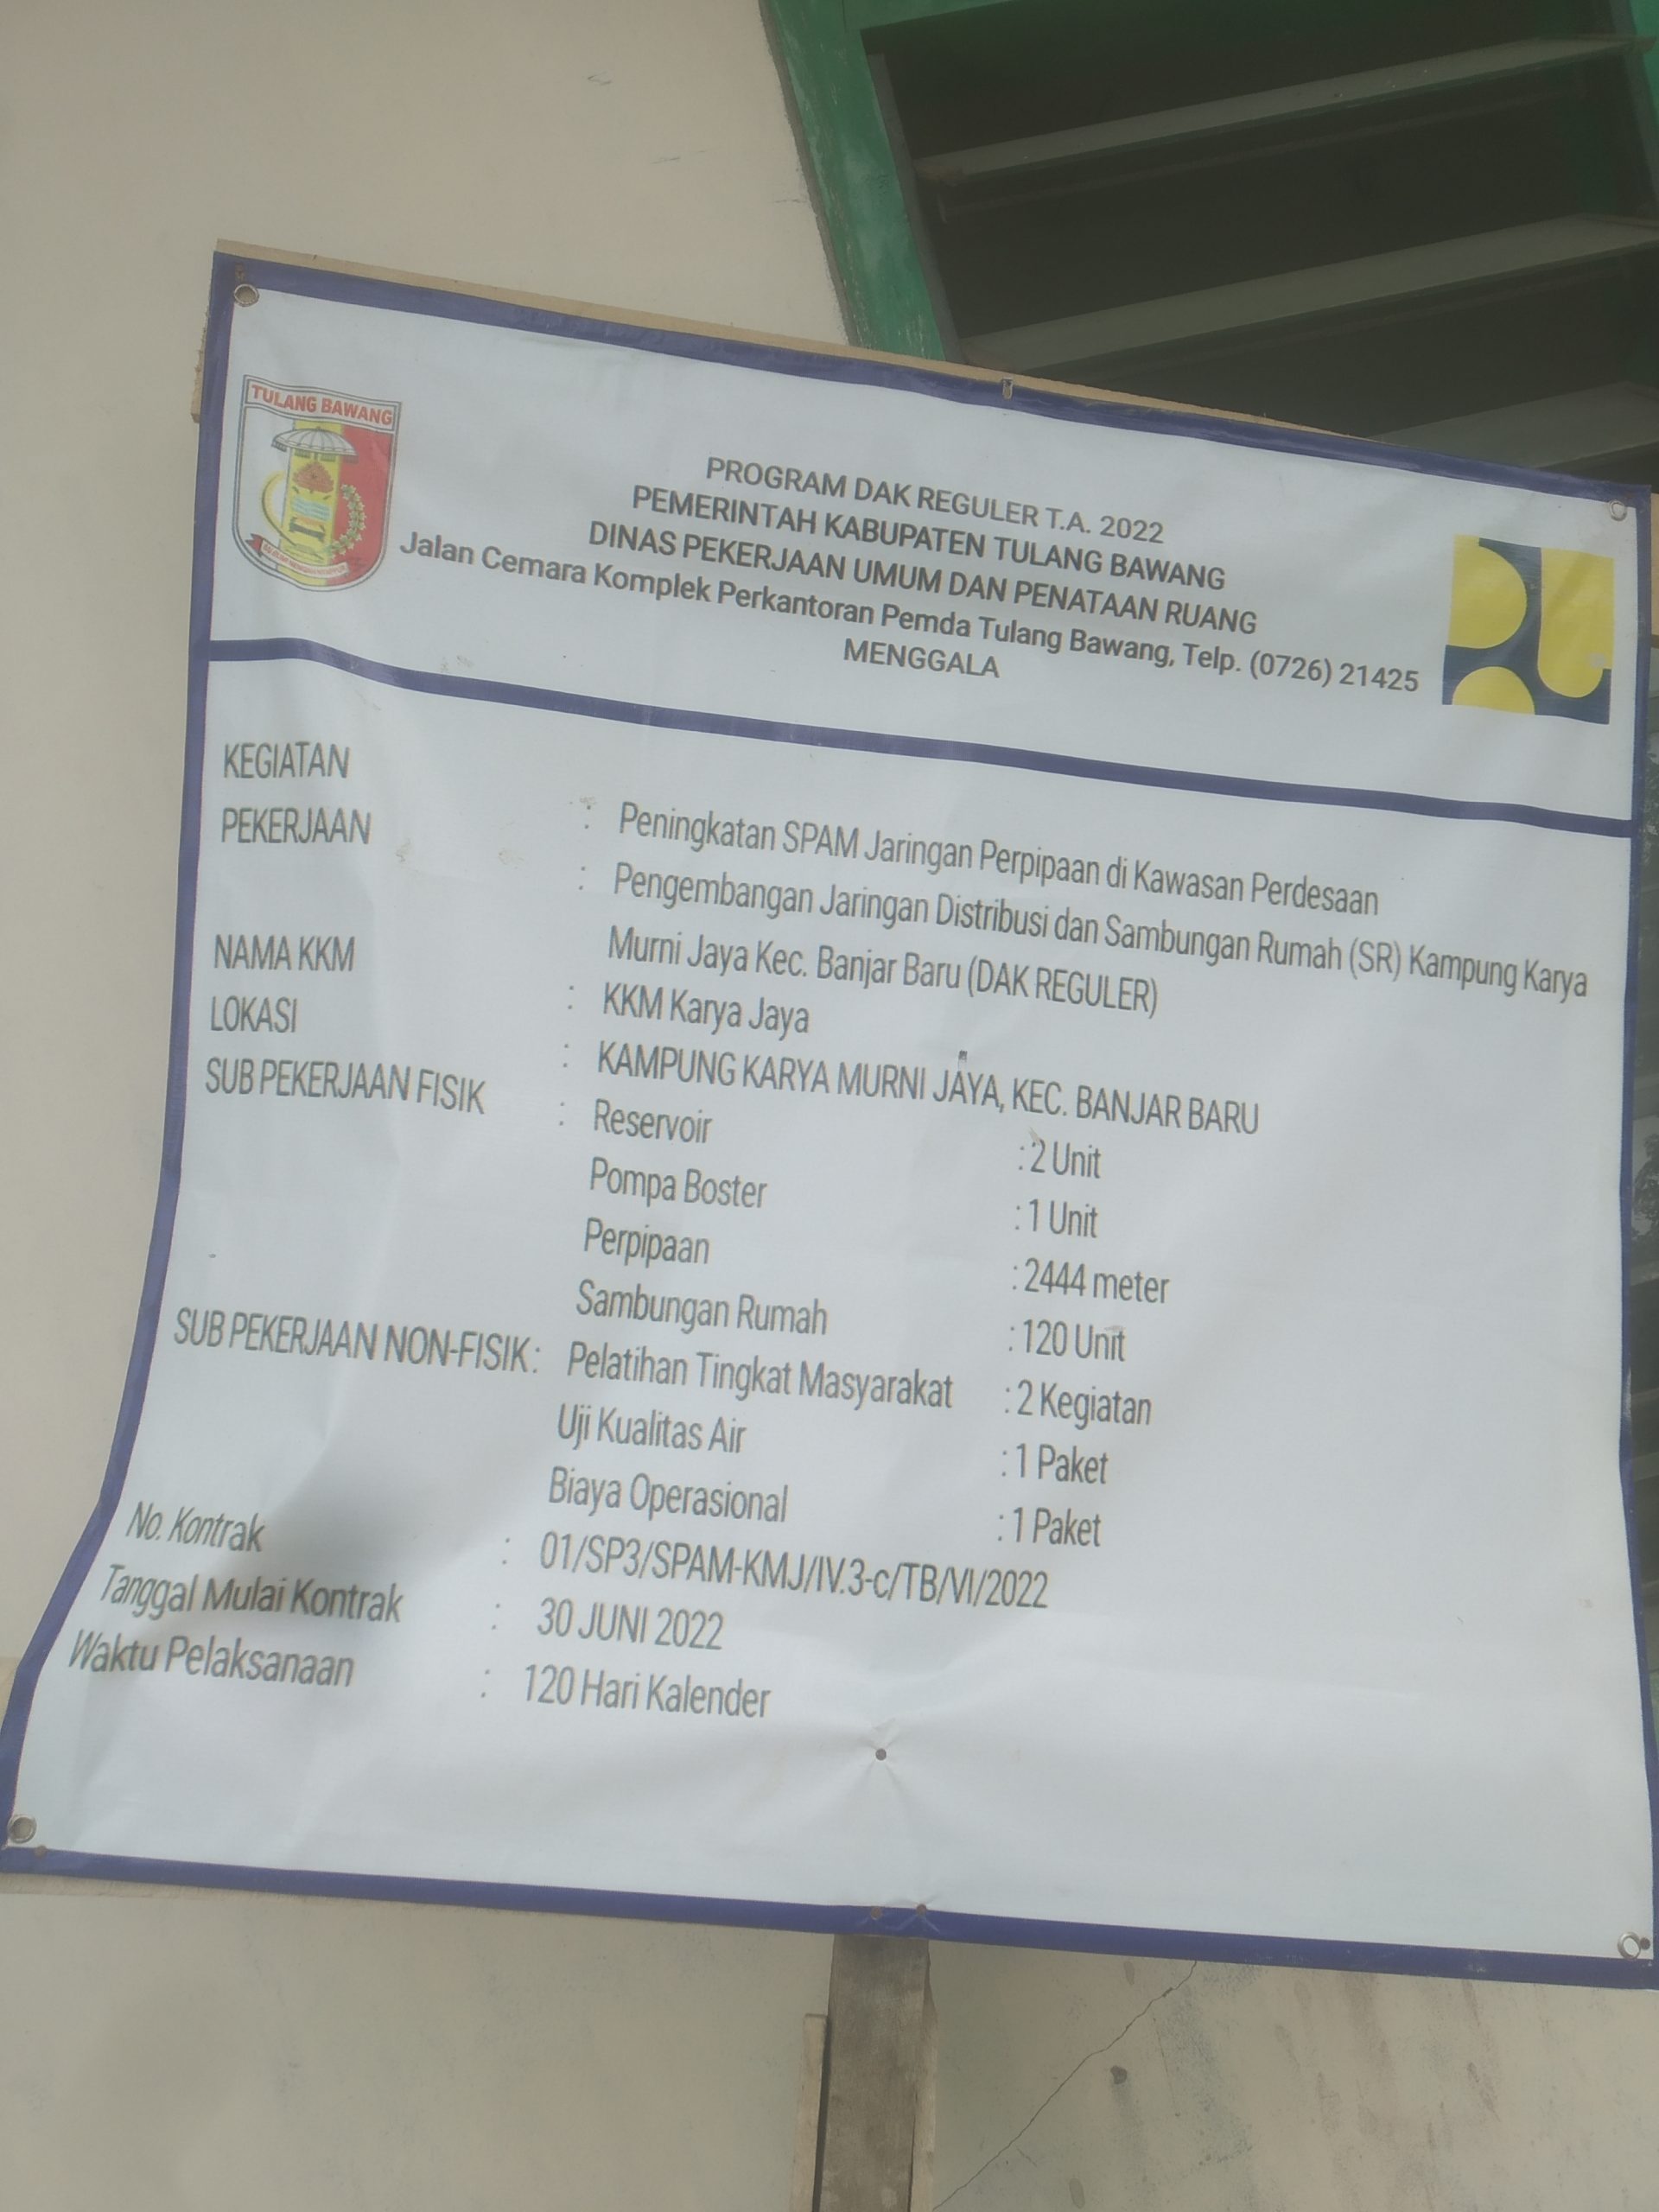 TULANG BAWANG
PROGRAM DAK REGULER T.A. 2022
PEMERINTAH KABUPATEN TULANG BAWANG
DINAS PEKERJAAN UMUM DAN PENATAAN RUANG
Jalan Cemara Komplek Perkantoran Pemda Tulang Bawang, Telp. (0726) 21425
MENGGALA
KEGIATAN : Peningkatan SPAM Jaringan Perpipaan di Kawasan Perdesaan
PEKERJAAN : Pengembangan Jaringan Distribusi dan Sambungan Rumah (SR) Kampung Karya
Murni Jaya Kec. Banjar Baru (DAK REGULER)
NAMA KKM : KKM Karya Jaya
LOKASI : KAMPUNG KARYA MURNI JAYA, KEC. BANJAR BARU
SUB PEKERJAAN FISIK : Reservoir : 2 Unit
Pompa Boster : 1 Unit
Perpipaan : 2444 meter
Sambungan Rumah : 120 Unit
SUB PEKERJAAN NON-FISIK : Pelatihan Tingkat Masyarakat : 2 Kegiatan
Uji Kualitas Air : 1 Paket
Biaya Operasional : 1 Paket
No. Kontrak : 01/SP3/SPAM-KMJ/IV.3-c/TB/VI/2022
Tanggal Mulai Kontrak : 30 JUNI 2022
Waktu Pelaksanaan : 120 Hari Kalender